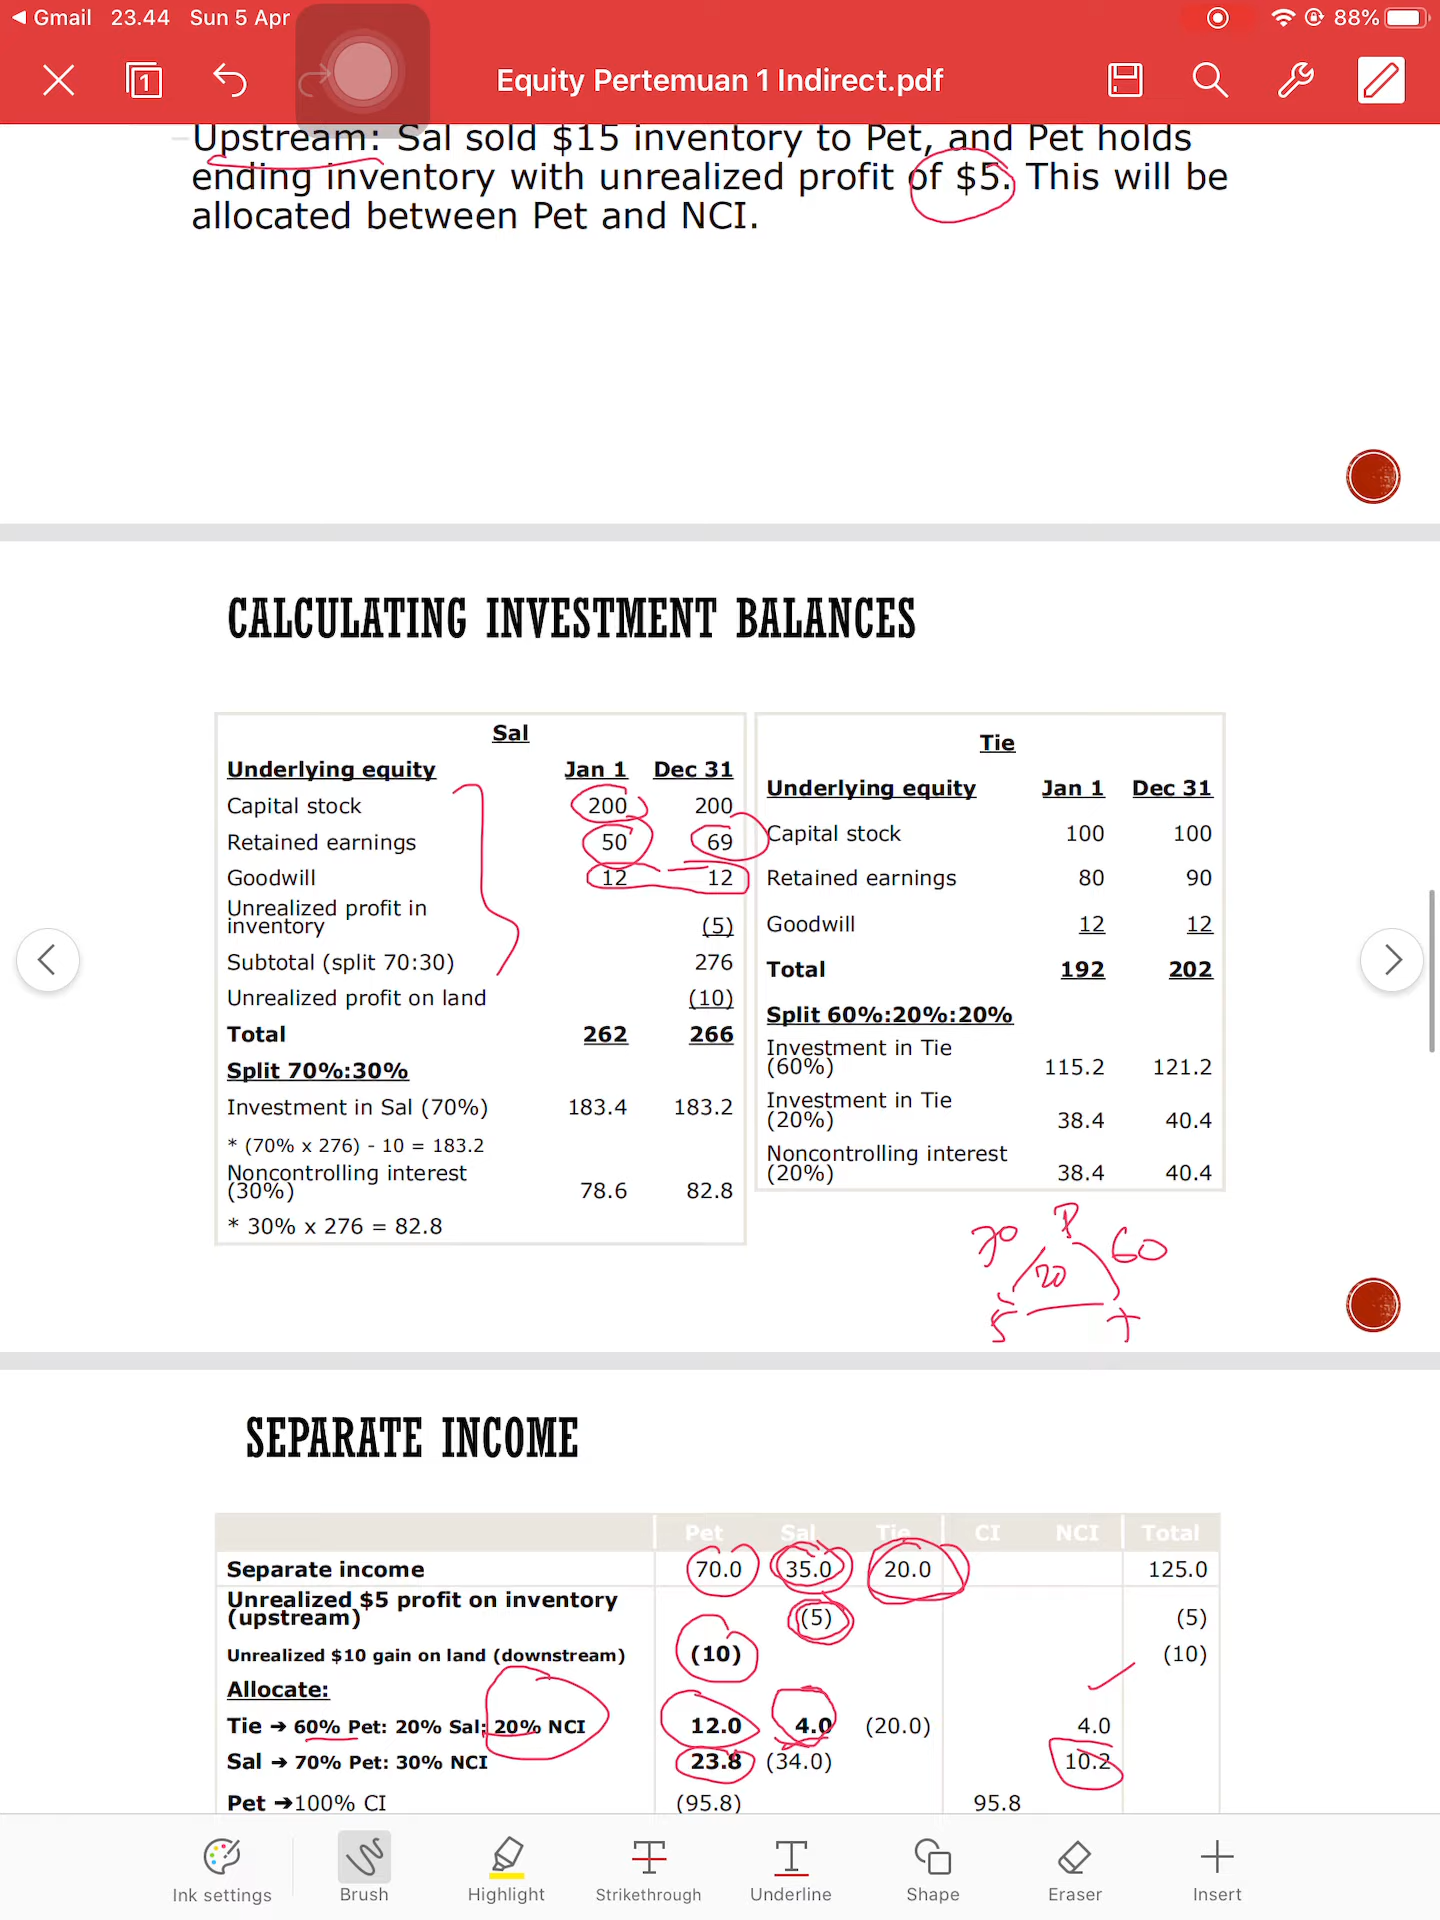 Gmail 23.44 Sun 5 Apr 88%
1 Equity Pertemuan 1 Indirect.pdf
Upstream: Sal sold $15 inventory to Pet, and Pet holds
ending inventory with unrealized profit of $5. This will be
allocated between Pet and NCI.
CALCULATING INVESTMENT BALANCES
Sal
Underlying equity Jan 1 Dec 31
Capital stock 200 200
Retained earnings 50 69
Goodwill 12 12
Unrealized profit in
inventory (5)
Subtotal (split 70:30) 276
Unrealized profit on land (10)
Total 262 266
Split 70%:30%
Investment in Sal (70%) 183.4 183.2
* (70% x 276) - 10 = 183.2
Noncontrolling interest
(30%) 78.6 82.8
* 30% x 276 = 82.8
Tie
Underlying equity Jan 1 Dec 31
Capital stock 100 100
Retained earnings 80 90
Goodwill 12 12
Total 192 202
Split 60%:20%:20%
Investment in Tie
(60%) 115.2 121.2
Investment in Tie
(20%) 38.4 40.4
Noncontrolling interest
(20%) 38.4 40.4
P
70 60
20
S T
SEPARATE INCOME
Pet Sal Tie CI NCI Total
Separate income 70.0 35.0 20.0 125.0
Unrealized $5 profit on inventory
(upstream) (5) (5)
Unrealized $10 gain on land (downstream) (10) (10)
Allocate:
Tie ➔ 60% Pet: 20% Sal: 20% NCI 12.0 4.0 (20.0) 4.0
Sal ➔ 70% Pet: 30% NCI 23.8 (34.0) 10.2
Pet ➔100% CI (95.8) 95.8
Ink settings Brush Highlight Strikethrough Underline Shape Eraser Insert